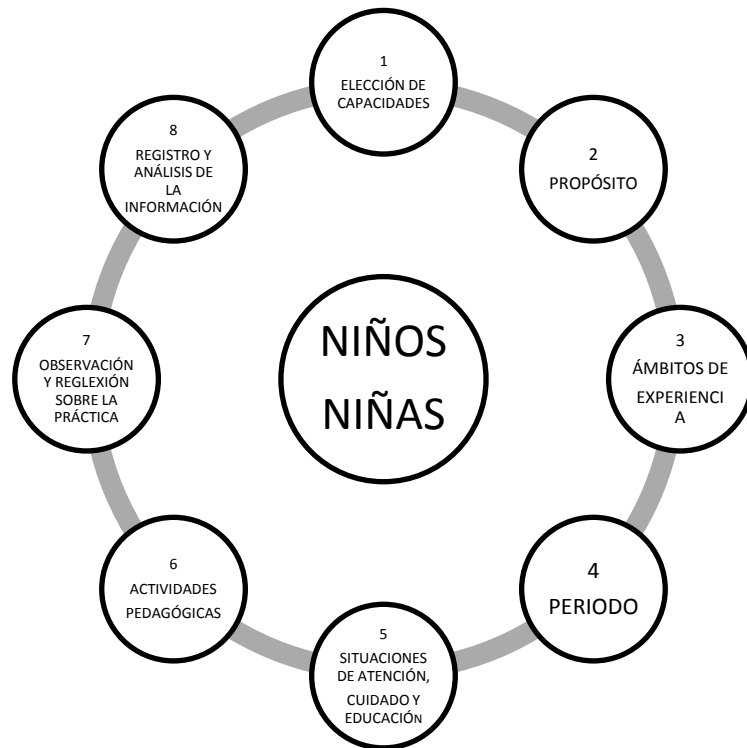 1
ELECCIÓN DE
CAPACIDADES
2
PROPÓSITO
3
ÁMBITOS DE
EXPERIENCI
A
4
PERIODO
5
SITUACIONES
DE ATENCIÓN,
CUIDADO Y
EDUCACIÓN
6
ACTIVIDADES
PEDAGÓGICAS
7
OBSERVACIÓN
Y REGLEXIÓN
SOBRE LA
PRÁCTICA
8
REGISTRO Y
ANÁLISIS DE
LA
INFORMACIÓN
NIÑOS
NIÑAS